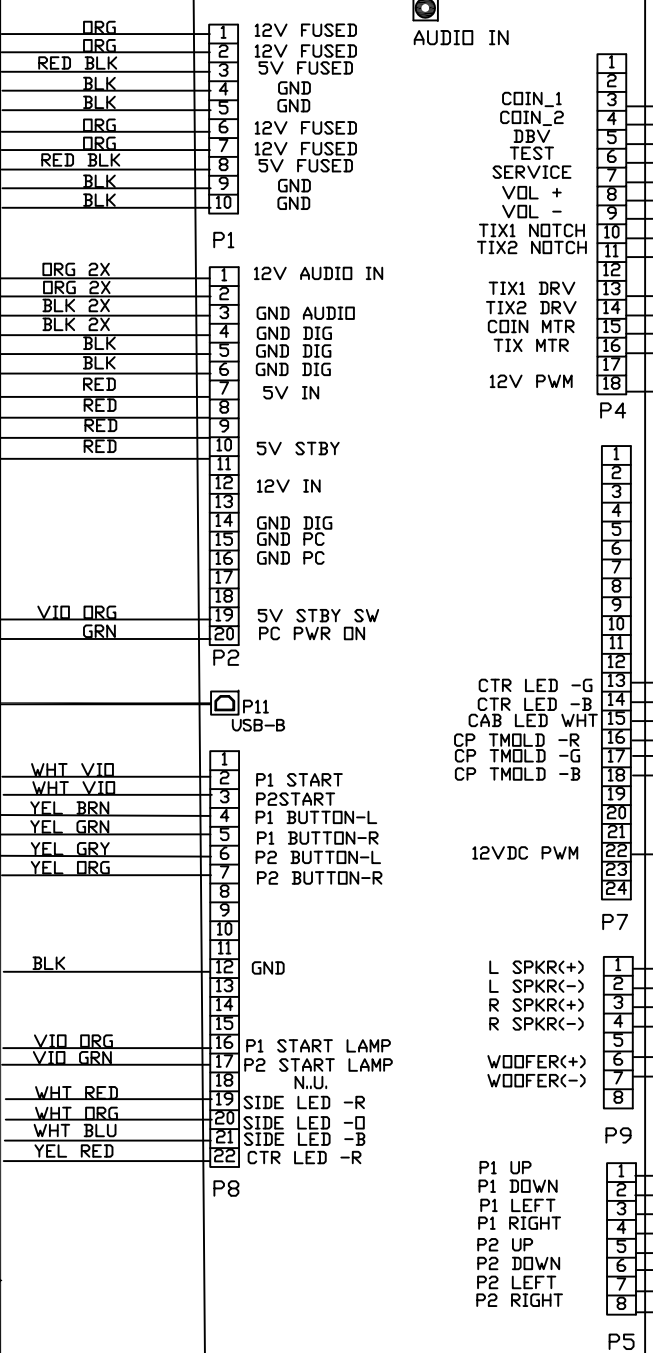 AUDIO IN
ORG 1 12V FUSED
ORG 2 12V FUSED
RED BLK 3 5V FUSED
BLK 4 GND
BLK 5 GND
ORG 6 12V FUSED
ORG 7 12V FUSED
RED BLK 8 5V FUSED
BLK 9 GND
BLK 10 GND
P1
ORG 2X 1 12V AUDIO IN
ORG 2X 2
BLK 2X 3 GND AUDIO
BLK 2X 4 GND DIG
BLK 5 GND DIG
BLK 6 GND DIG
RED 7 5V IN
RED 8
RED 9
RED 10 5V STBY
11
12 12V IN
13
14 GND DIG
15 GND PC
16 GND PC
17
18
VIO ORG 19 5V STBY SW
GRN 20 PC PWR ON
P2
P11
USB-B
1
WHT VIO 2 P1 START
WHT VIO 3 P2START
YEL BRN 4 P1 BUTTON-L
YEL GRN 5 P1 BUTTON-R
YEL GRY 6 P2 BUTTON-L
YEL ORG 7 P2 BUTTON-R
8
9
10
11
BLK 12 GND
13
14
15
VIO ORG 16 P1 START LAMP
VIO GRN 17 P2 START LAMP
18 N..U.
WHT RED 19 SIDE LED -R
WHT ORG 20 SIDE LED -O
WHT BLU 21 SIDE LED -B
YEL RED 22 CTR LED -R
P8
1
2
COIN_1 3
COIN_2 4
DBV 5
TEST 6
SERVICE 7
VOL + 8
VOL - 9
TIX1 NOTCH 10
TIX2 NOTCH 11
12
TIX1 DRV 13
TIX2 DRV 14
COIN MTR 15
TIX MTR 16
17
12V PWM 18
P4
1
2
3
4
5
6
7
8
9
10
11
12
CTR LED -G 13
CTR LED -B 14
CAB LED WHT 15
CP TMOLD -R 16
CP TMOLD -G 17
CP TMOLD -B 18
19
20
21
12VDC PWM 22
23
24
P7
L SPKR(+) 1
L SPKR(-) 2
R SPKR(+) 3
R SPKR(-) 4
5
WOOFER(+) 6
WOOFER(-) 7
8
P9
P1 UP 1
P1 DOWN 2
P1 LEFT 3
P1 RIGHT 4
P2 UP 5
P2 DOWN 6
P2 LEFT 7
P2 RIGHT 8
P5